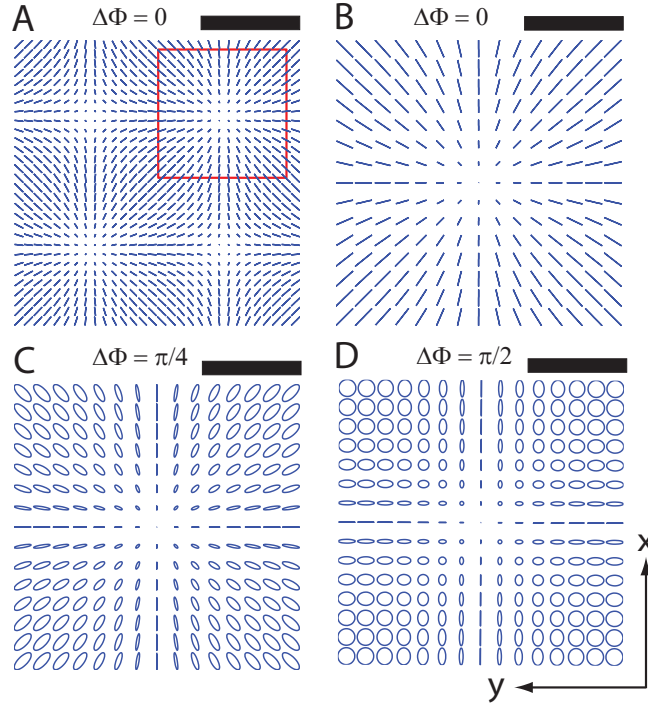 A ΔΦ = 0
B ΔΦ = 0
C ΔΦ = π/4
D ΔΦ = π/2
x
y